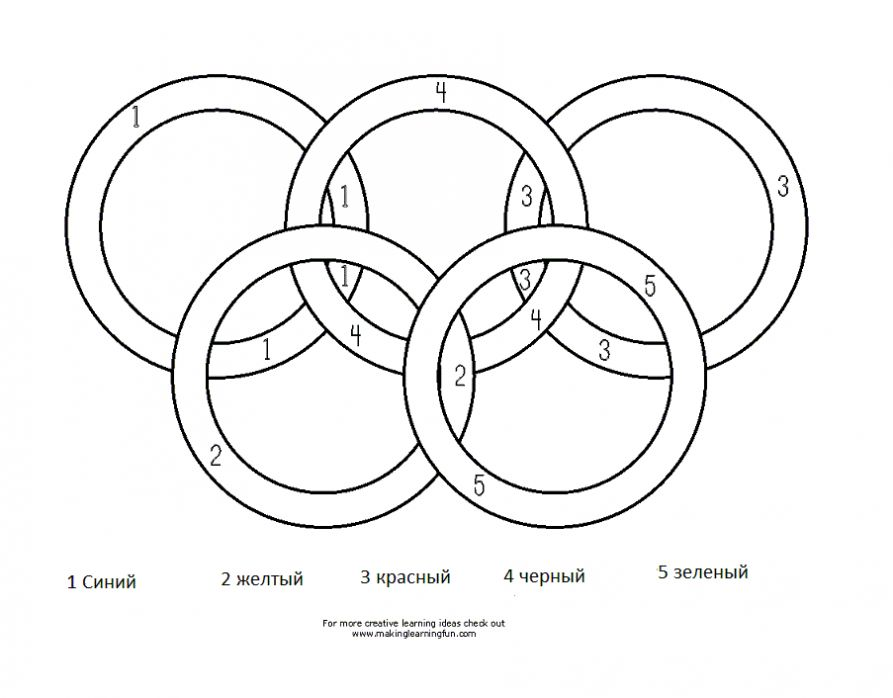 4
1
3
1
3
1
3
5
4
4
1
3
2
2
5
1 Синий
2 желтый
3 красный
4 черный
5 зеленый
For more creative learning ideas check out
www.makinglearningfun.com